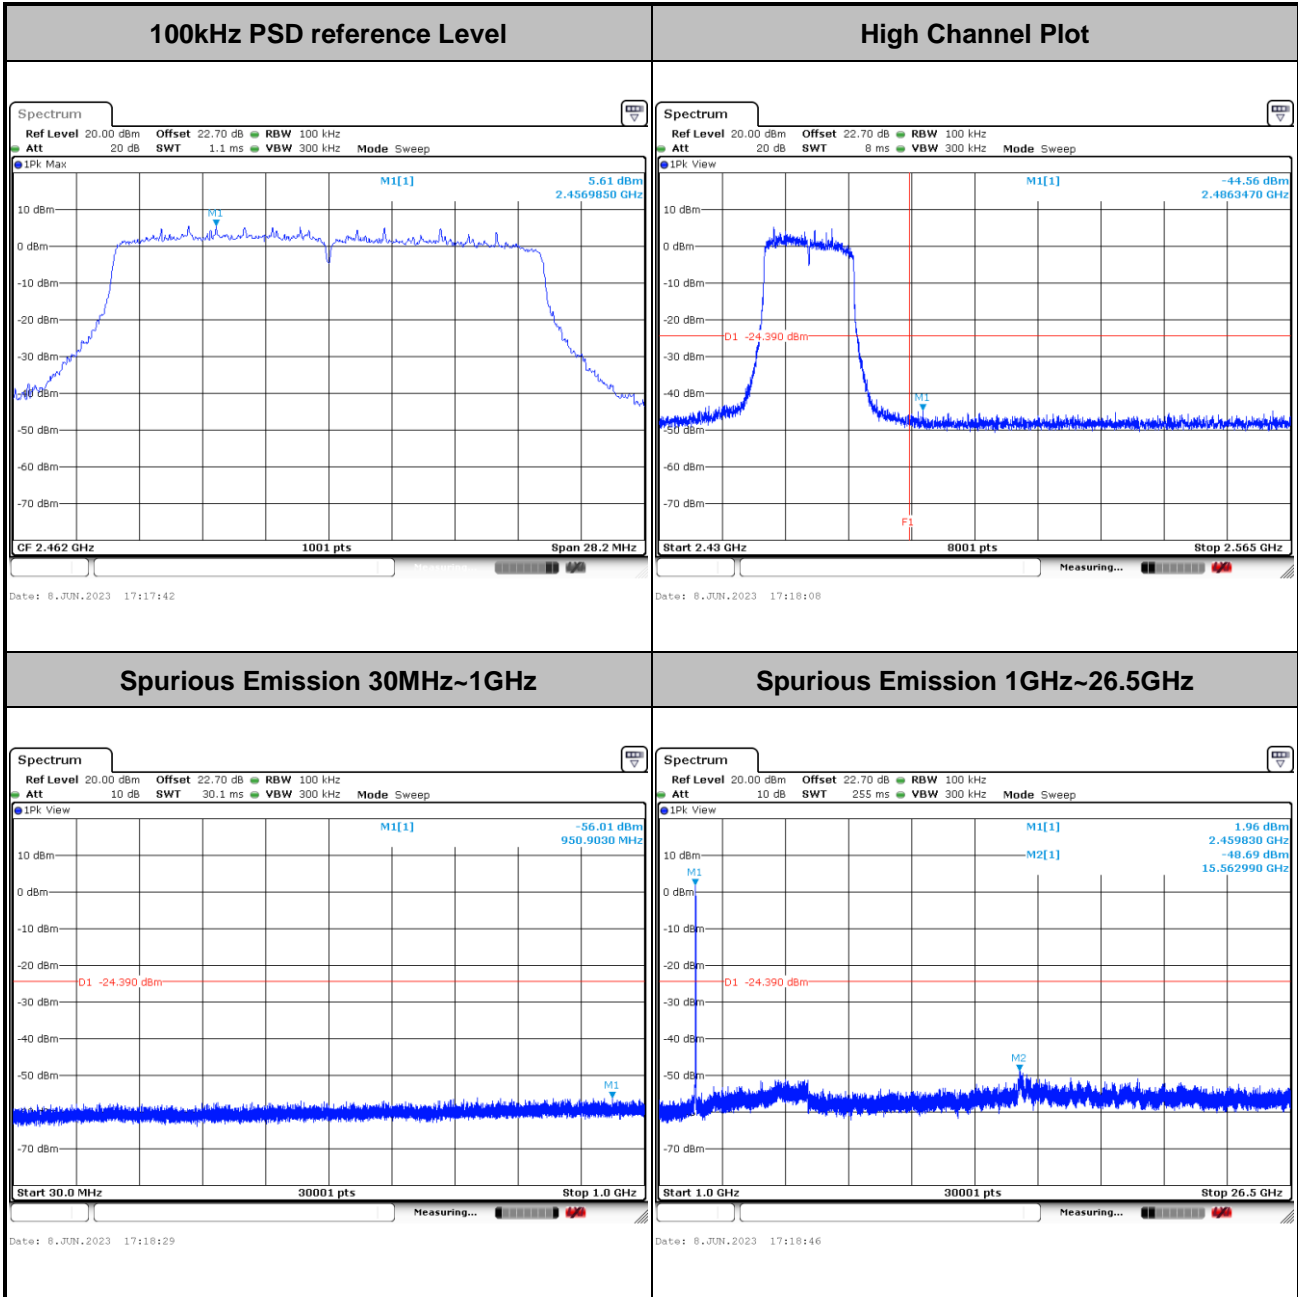 100kHz PSD reference Level
High Channel Plot
Spectrum
Ref Level 20.00 dBm Offset 22.70 dB RBW 100 kHz
Att 20 dB SWT 1.1 ms VBW 300 kHz Mode Sweep
1Pk Max
M1[1] 5.61 dBm
2.4569850 GHz
10 dBm
M1
0 dBm
-10 dBm
-20 dBm
-30 dBm
-40 dBm
-50 dBm
-60 dBm
-70 dBm
CF 2.462 GHz 1001 pts Span 28.2 MHz
Measuring...
Date: 8.JUN.2023 17:17:42
Spectrum
Ref Level 20.00 dBm Offset 22.70 dB RBW 100 kHz
Att 20 dB SWT 8 ms VBW 300 kHz Mode Sweep
1Pk View
M1[1] -44.56 dBm
2.4863470 GHz
10 dBm
0 dBm
-10 dBm
-20 dBm
D1 -24.390 dBm
-30 dBm
-40 dBm
M1
-50 dBm
-60 dBm
-70 dBm
F1
Start 2.43 GHz 8001 pts Stop 2.565 GHz
Measuring...
Date: 8.JUN.2023 17:18:08
Spurious Emission 30MHz~1GHz
Spurious Emission 1GHz~26.5GHz
Spectrum
Ref Level 20.00 dBm Offset 22.70 dB RBW 100 kHz
Att 10 dB SWT 30.1 ms VBW 300 kHz Mode Sweep
1Pk View
M1[1] -56.01 dBm
950.9030 MHz
10 dBm
0 dBm
-10 dBm
-20 dBm
D1 -24.390 dBm
-30 dBm
-40 dBm
-50 dBm
M1
-70 dBm
Start 30.0 MHz 30001 pts Stop 1.0 GHz
Measuring...
Date: 8.JUN.2023 17:18:29
Spectrum
Ref Level 20.00 dBm Offset 22.70 dB RBW 100 kHz
Att 10 dB SWT 255 ms VBW 300 kHz Mode Sweep
1Pk View
M1[1] 1.96 dBm
2.459830 GHz
10 dBm
M2[1] -48.69 dBm
15.562990 GHz
M1
0 dBm
-10 dBm
-20 dBm
D1 -24.390 dBm
-30 dBm
-40 dBm
M2
-50 dBm
-70 dBm
Start 1.0 GHz 30001 pts Stop 26.5 GHz
Measuring...
Date: 8.JUN.2023 17:18:46